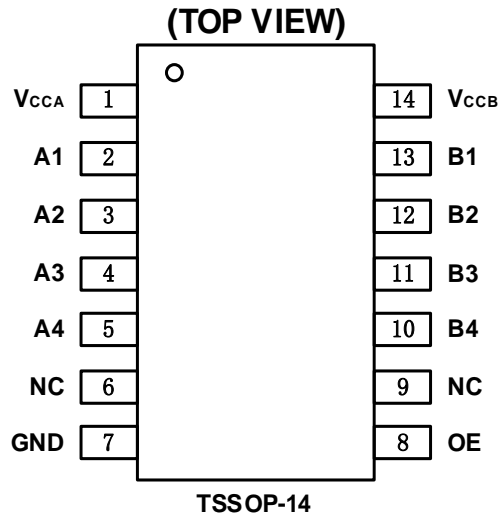 (TOP VIEW)
VCCA 1 14 VCCB
A1 2 13 B1
A2 3 12 B2
A3 4 11 B3
A4 5 10 B4
NC 6 9 NC
GND 7 8 OE
TSSOP-14